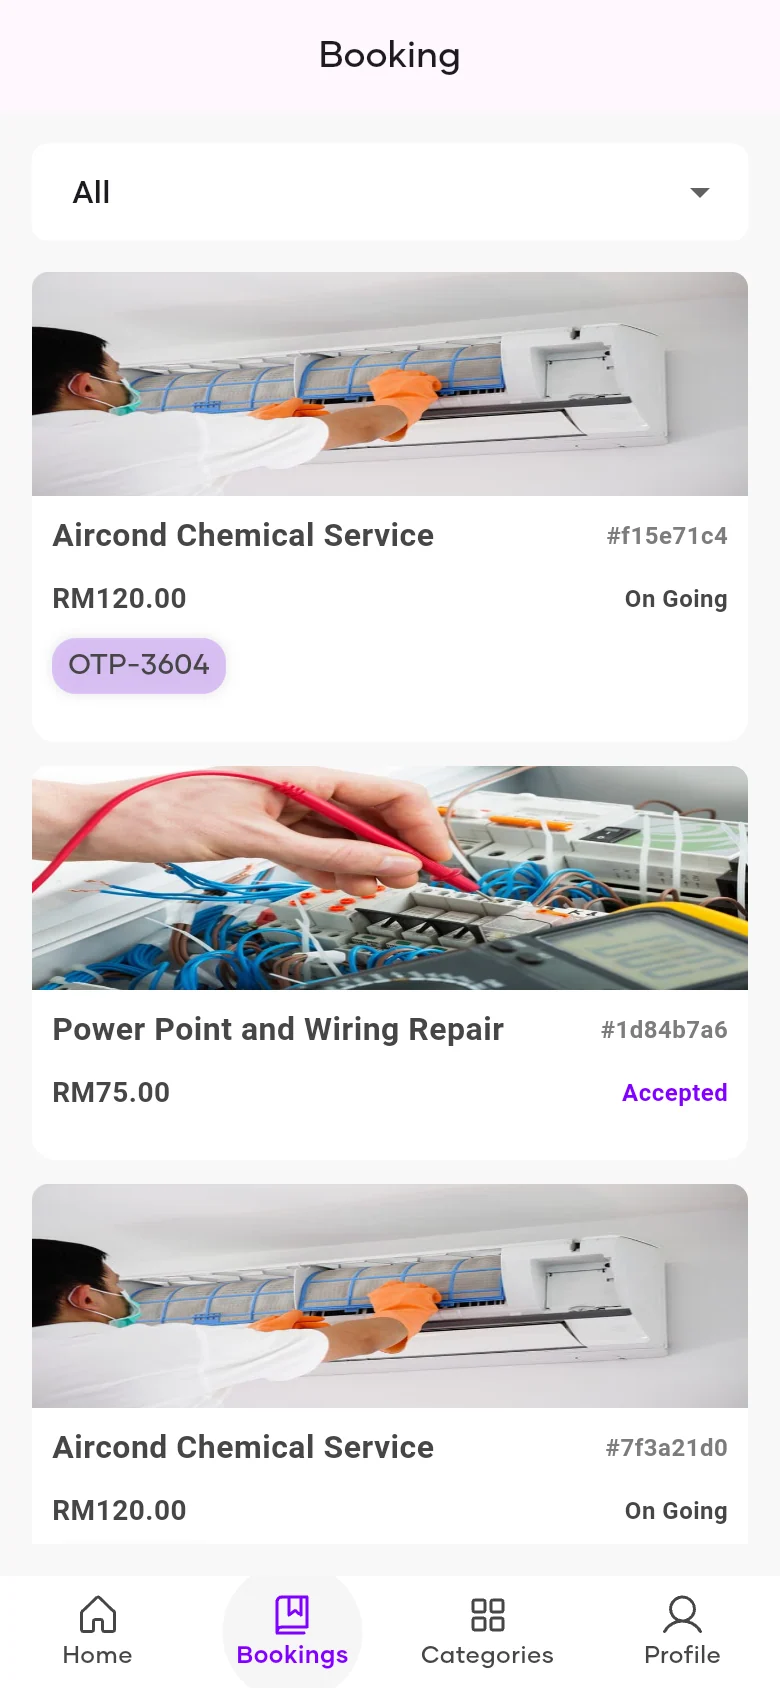 Booking
All
Aircond Chemical Service #f15e71c4
RM120.00 On Going
OTP-3604
Power Point and Wiring Repair #1d84b7a6
RM75.00 Accepted
Aircond Chemical Service #7f3a21d0
RM120.00 On Going
Home Bookings Categories Profile